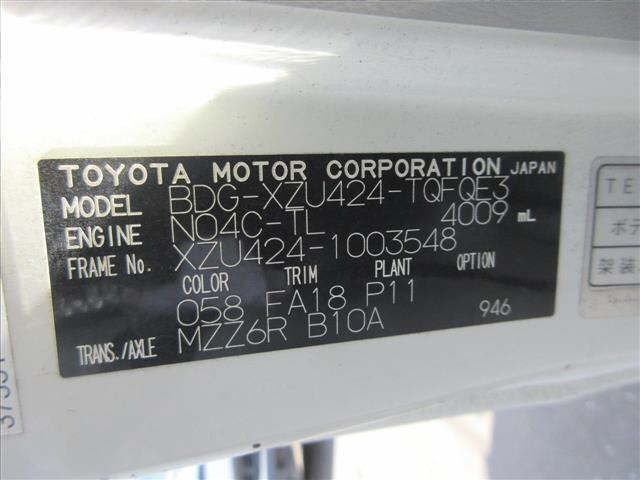 TOYOTA MOTOR CORPORATION JAPAN
MODEL BDG-XZU424-TQFQE3
ENGINE N04C-TL 4009 mL
FRAME No. XZU424-1003548
COLOR TRIM PLANT OPTION
058 FA18 P11
TRANS./AXLE MZZ6R B10A 946
TE
ボデ
架装